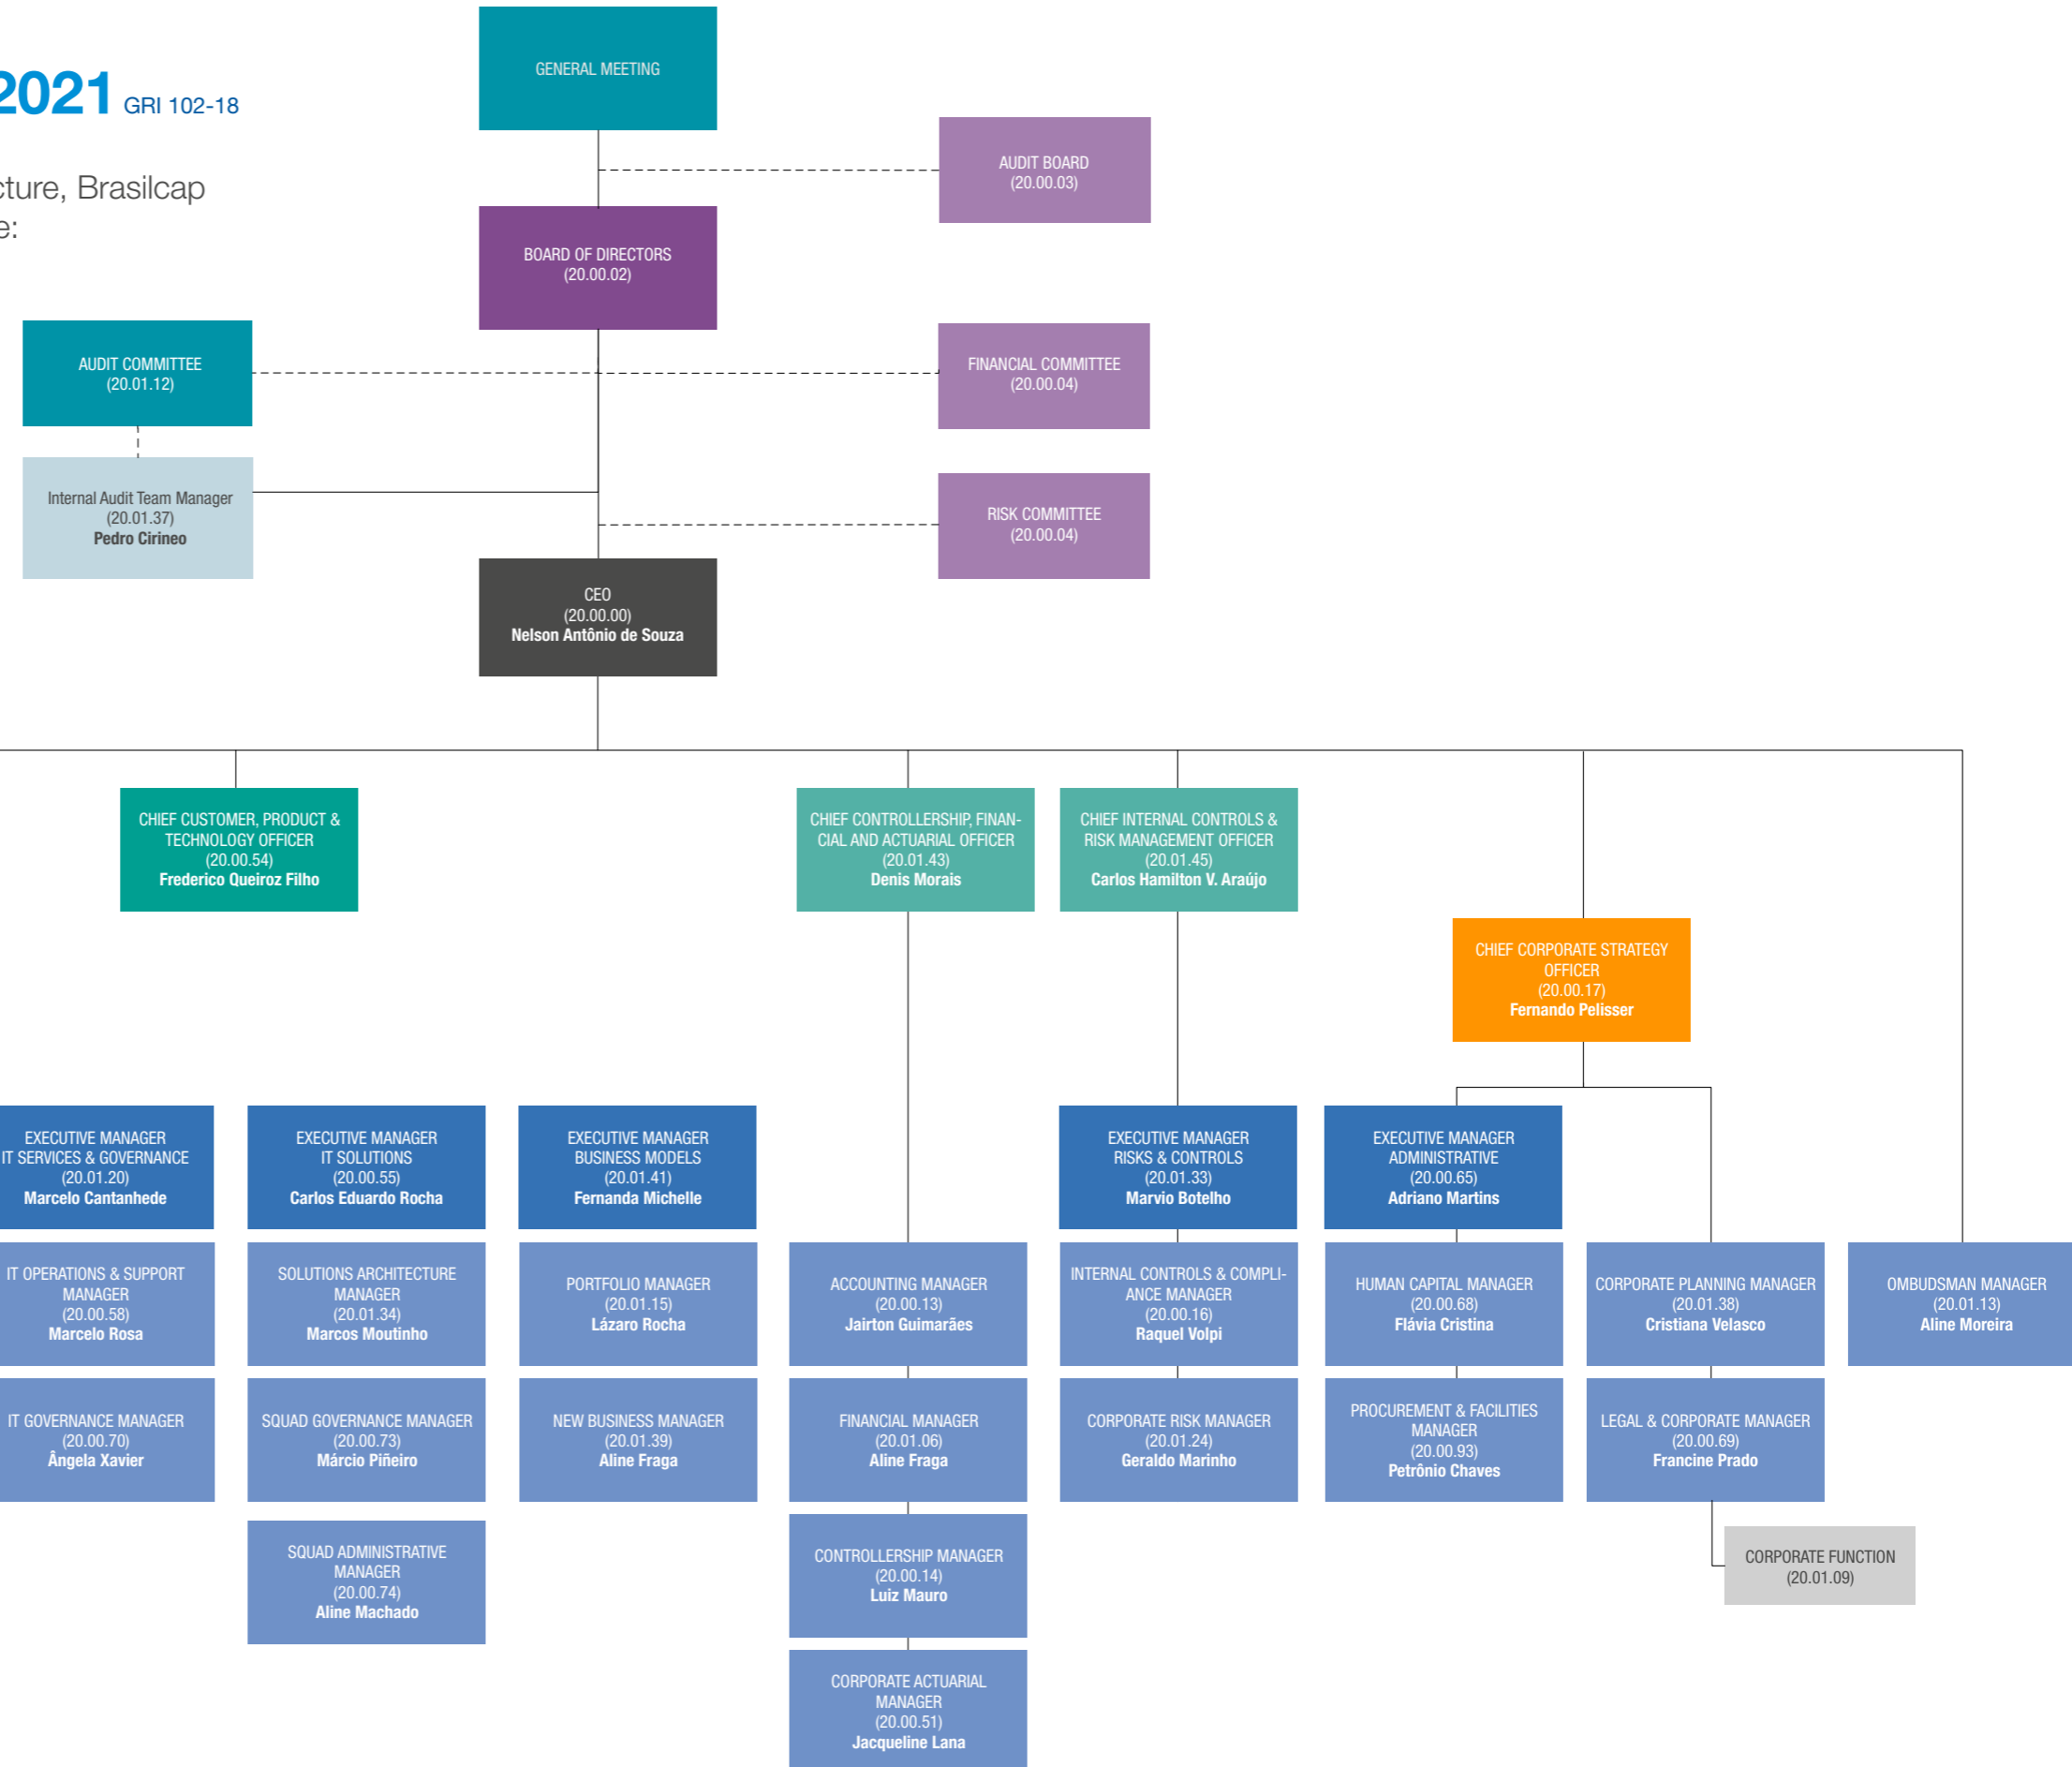 2021 GRI 102-18
cture, Brasilcap
e:
GENERAL MEETING
AUDIT BOARD
(20.00.03)
BOARD OF DIRECTORS
(20.00.02)
AUDIT COMMITTEE
(20.01.12)
FINANCIAL COMMITTEE
(20.00.04)
Internal Audit Team Manager
(20.01.37)
Pedro Cirineo
RISK COMMITTEE
(20.00.04)
CEO
(20.00.00)
Nelson Antônio de Souza
CHIEF CUSTOMER, PRODUCT &
TECHNOLOGY OFFICER
(20.00.54)
Frederico Queiroz Filho
CHIEF CONTROLLERSHIP, FINAN-
CIAL AND ACTUARIAL OFFICER
(20.01.43)
Denis Morais
CHIEF INTERNAL CONTROLS &
RISK MANAGEMENT OFFICER
(20.01.45)
Carlos Hamilton V. Araújo
CHIEF CORPORATE STRATEGY
OFFICER
(20.00.17)
Fernando Pelisser
EXECUTIVE MANAGER
IT SERVICES & GOVERNANCE
(20.01.20)
Marcelo Cantanhede
EXECUTIVE MANAGER
IT SOLUTIONS
(20.00.55)
Carlos Eduardo Rocha
EXECUTIVE MANAGER
BUSINESS MODELS
(20.01.41)
Fernanda Michelle
EXECUTIVE MANAGER
RISKS & CONTROLS
(20.01.33)
Marvio Botelho
EXECUTIVE MANAGER
ADMINISTRATIVE
(20.00.65)
Adriano Martins
IT OPERATIONS & SUPPORT
MANAGER
(20.00.58)
Marcelo Rosa
SOLUTIONS ARCHITECTURE
MANAGER
(20.01.34)
Marcos Moutinho
PORTFOLIO MANAGER
(20.01.15)
Lázaro Rocha
ACCOUNTING MANAGER
(20.00.13)
Jairton Guimarães
INTERNAL CONTROLS & COMPLI-
ANCE MANAGER
(20.00.16)
Raquel Volpi
HUMAN CAPITAL MANAGER
(20.00.68)
Flávia Cristina
CORPORATE PLANNING MANAGER
(20.01.38)
Cristiana Velasco
OMBUDSMAN MANAGER
(20.01.13)
Aline Moreira
IT GOVERNANCE MANAGER
(20.00.70)
Ângela Xavier
SQUAD GOVERNANCE MANAGER
(20.00.73)
Márcio Piñeiro
NEW BUSINESS MANAGER
(20.01.39)
Aline Fraga
FINANCIAL MANAGER
(20.01.06)
Aline Fraga
CORPORATE RISK MANAGER
(20.01.24)
Geraldo Marinho
PROCUREMENT & FACILITIES
MANAGER
(20.00.93)
Petrônio Chaves
LEGAL & CORPORATE MANAGER
(20.00.69)
Francine Prado
SQUAD ADMINISTRATIVE
MANAGER
(20.00.74)
Aline Machado
CONTROLLERSHIP MANAGER
(20.00.14)
Luiz Mauro
CORPORATE FUNCTION
(20.01.09)
CORPORATE ACTUARIAL
MANAGER
(20.00.51)
Jacqueline Lana